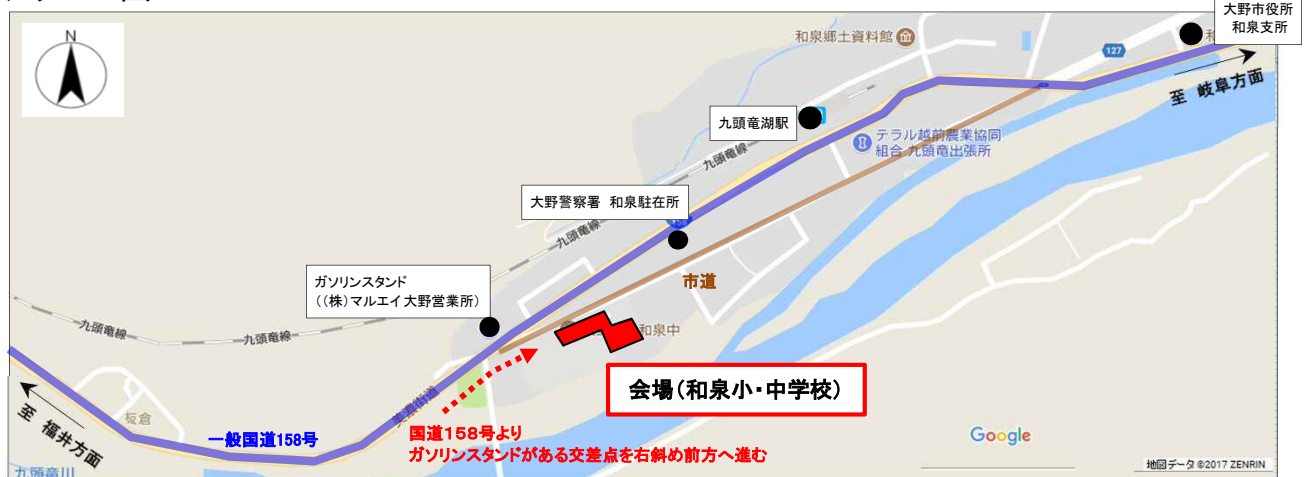 大野市役所
和泉支所
N
和泉郷土資料館
127
至 岐阜方面
九頭竜湖駅
テラル越前農業協同
組合 九頭竜出張所
九頭竜線
大野警察署 和泉駐在所
九頭竜線
市道
ガソリンスタンド
((株)マルエイ大野営業所)
九頭竜線
九頭竜線
和泉中
会場(和泉小・中学校)
美濃街道
板倉
至 福井方面
一般国道158号
国道158号より
ガソリンスタンドがある交差点を右斜め前方へ進む
Google
地図データ ©2017 ZENRIN
九頭竜川